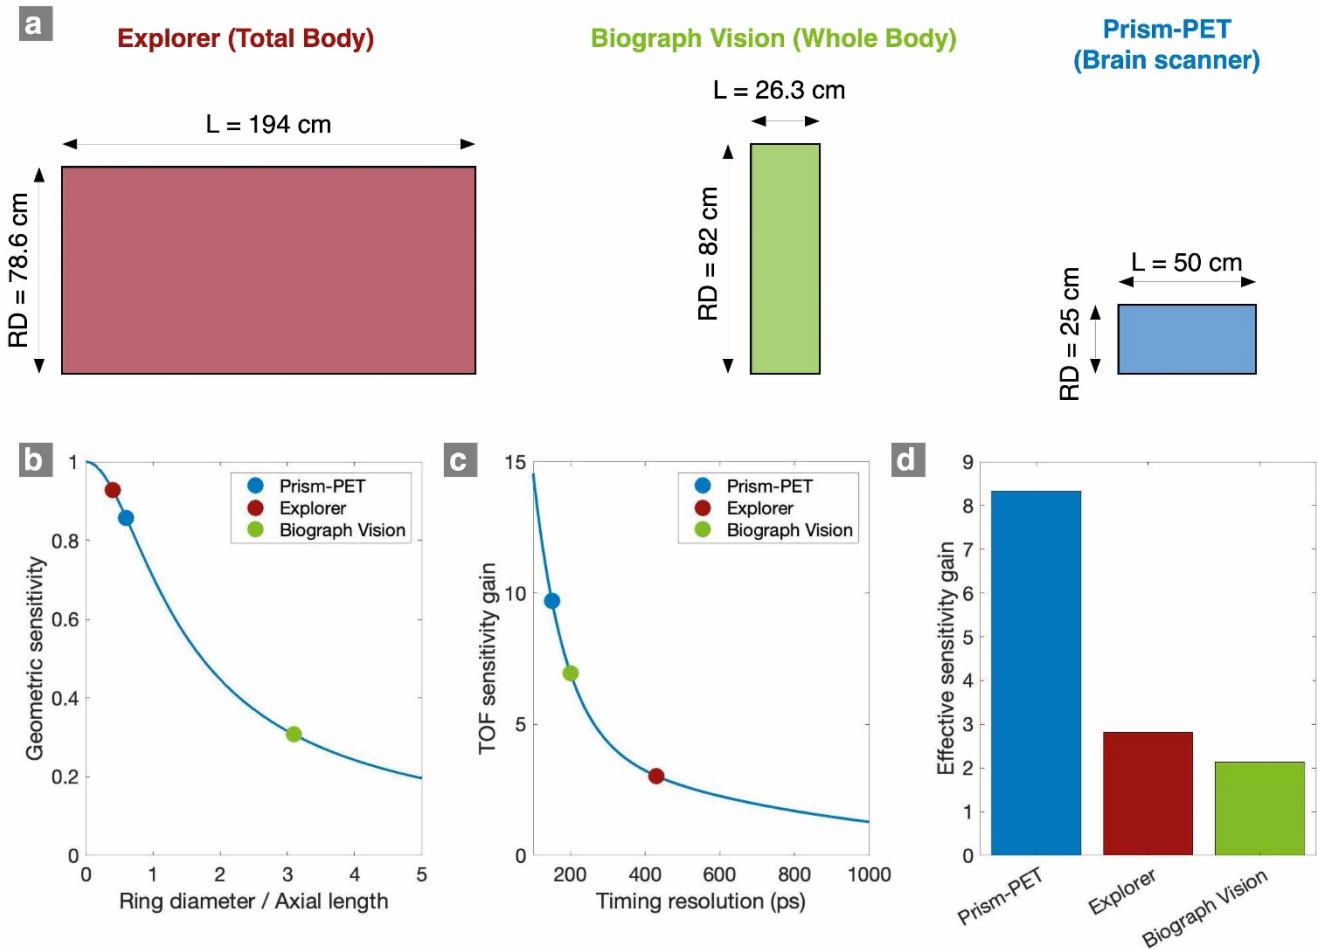 a
Explorer (Total Body)
Biograph Vision (Whole Body)
Prism-PET
(Brain scanner)
L = 194 cm
RD = 78.6 cm
L = 26.3 cm
RD = 82 cm
L = 50 cm
RD = 25 cm
b
1
0.8
0.6
0.4
0.2
0
Geometric sensitivity
Prism-PET
Explorer
Biograph Vision
0 1 2 3 4 5
Ring diameter / Axial length
c
15
10
5
0
TOF sensitivity gain
Prism-PET
Explorer
Biograph Vision
200 400 600 800 1000
Timing resolution (ps)
d
9
8
7
6
5
4
3
2
1
0
Effective sensitivity gain
Prism-PET
Explorer
Biograph Vision